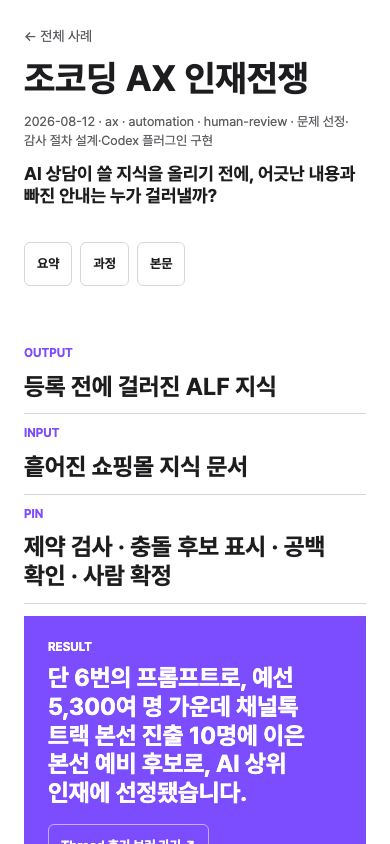 ← 전체 사례
조코딩 AX 인재전쟁
2026-08-12 · ax · automation · human-review · 문제 선정·
감사 절차 설계·Codex 플러그인 구현
AI 상담이 쓸 지식을 올리기 전에, 어긋난 내용과
빠진 안내는 누가 걸러낼까?
요약
과정
본문
OUTPUT
등록 전에 걸러진 ALF 지식
INPUT
흩어진 쇼핑몰 지식 문서
PIN
제약 검사 · 충돌 후보 표시 · 공백
확인 · 사람 확정
RESULT
단 6번의 프롬프트로, 예선
5,300여 명 가운데 채널톡
트랙 본선 진출 10명에 이은
본선 예비 후보로, AI 상위
인재에 선정됐습니다.